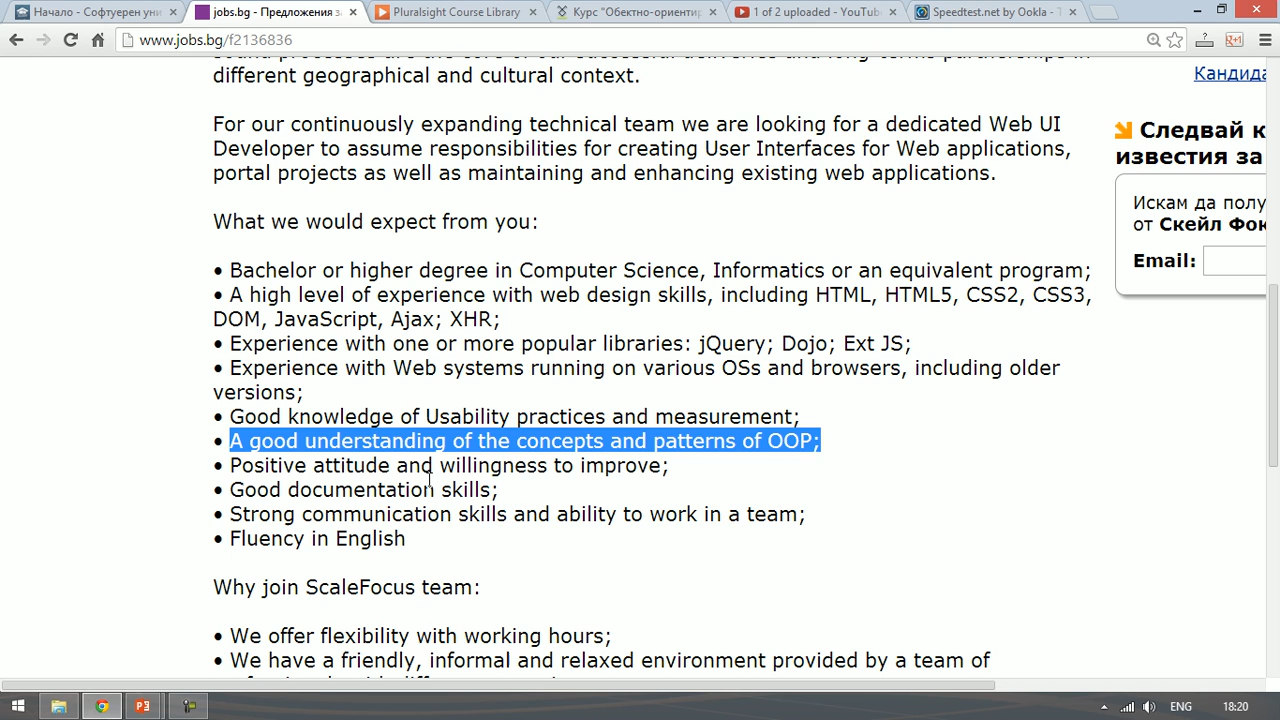 Начало - Софтуерен уни
jobs.bg - Предложения за
Pluralsight Course Library
Курс "Обектно-ориентир
1 of 2 uploaded - YouTub
Speedtest.net by Ookla - T
www.jobs.bg/f2136836
different geographical and cultural context.
For our continuously expanding technical team we are looking for a dedicated Web UI
Developer to assume responsibilities for creating User Interfaces for Web applications,
portal projects as well as maintaining and enhancing existing web applications.
What we would expect from you:
• Bachelor or higher degree in Computer Science, Informatics or an equivalent program;
• A high level of experience with web design skills, including HTML, HTML5, CSS2, CSS3,
DOM, JavaScript, Ajax; XHR;
• Experience with one or more popular libraries: jQuery; Dojo; Ext JS;
• Experience with Web systems running on various OSs and browsers, including older
versions;
• Good knowledge of Usability practices and measurement;
• A good understanding of the concepts and patterns of OOP;
• Positive attitude and willingness to improve;
• Good documentation skills;
• Strong communication skills and ability to work in a team;
• Fluency in English
Why join ScaleFocus team:
• We offer flexibility with working hours;
• We have a friendly, informal and relaxed environment provided by a team of
Кандида
Следвай к
известия за
Искам да полу
от Скейл Фок
Email:
ENG
18:20